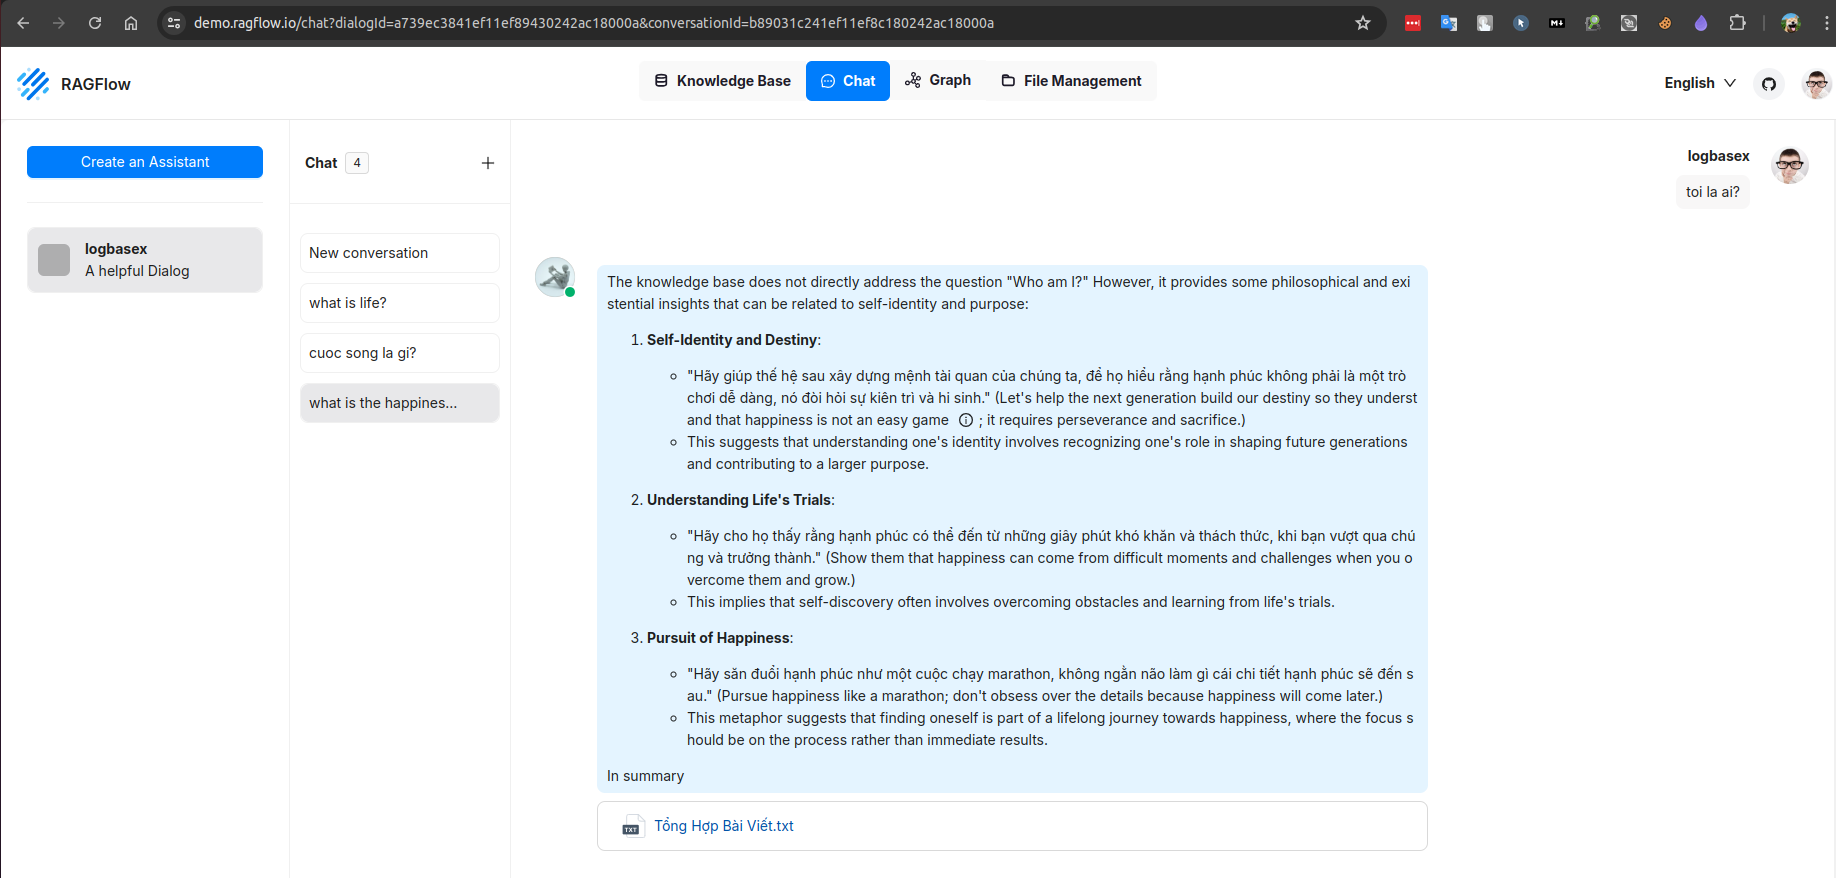 demo.ragflow.io/chat?dialogId=a739ec3841ef11ef89430242ac18000a&conversationId=b89031c241ef11ef8c180242ac18000a
RAGFlow
Knowledge Base
Chat
Graph
File Management
English
Create an Assistant
logbasex
A helpful Dialog
Chat 4
New conversation
what is life?
cuoc song la gi?
what is the happines...
logbasex
toi la ai?
The knowledge base does not directly address the question "Who am I?" However, it provides some philosophical and exi
stential insights that can be related to self-identity and purpose:
1. Self-Identity and Destiny:
"Hãy giúp thế hệ sau xây dựng mệnh tài quan của chúng ta, để họ hiểu rằng hạnh phúc không phải là một trò
chơi dễ dàng, nó đòi hỏi sự kiên trì và hi sinh." (Let's help the next generation build our destiny so they underst
and that happiness is not an easy game ; it requires perseverance and sacrifice.)
This suggests that understanding one's identity involves recognizing one's role in shaping future generations
and contributing to a larger purpose.
2. Understanding Life's Trials:
"Hãy cho họ thấy rằng hạnh phúc có thể đến từ những giây phút khó khăn và thách thức, khi bạn vượt qua chú
ng và trưởng thành." (Show them that happiness can come from difficult moments and challenges when you o
vercome them and grow.)
This implies that self-discovery often involves overcoming obstacles and learning from life's trials.
3. Pursuit of Happiness:
"Hãy săn đuổi hạnh phúc như một cuộc chạy marathon, không ngằn não làm gì cái chi tiết hạnh phúc sẽ đến s
au." (Pursue happiness like a marathon; don't obsess over the details because happiness will come later.)
This metaphor suggests that finding oneself is part of a lifelong journey towards happiness, where the focus s
hould be on the process rather than immediate results.
In summary
TXT
Tổng Hợp Bài Viết.txt